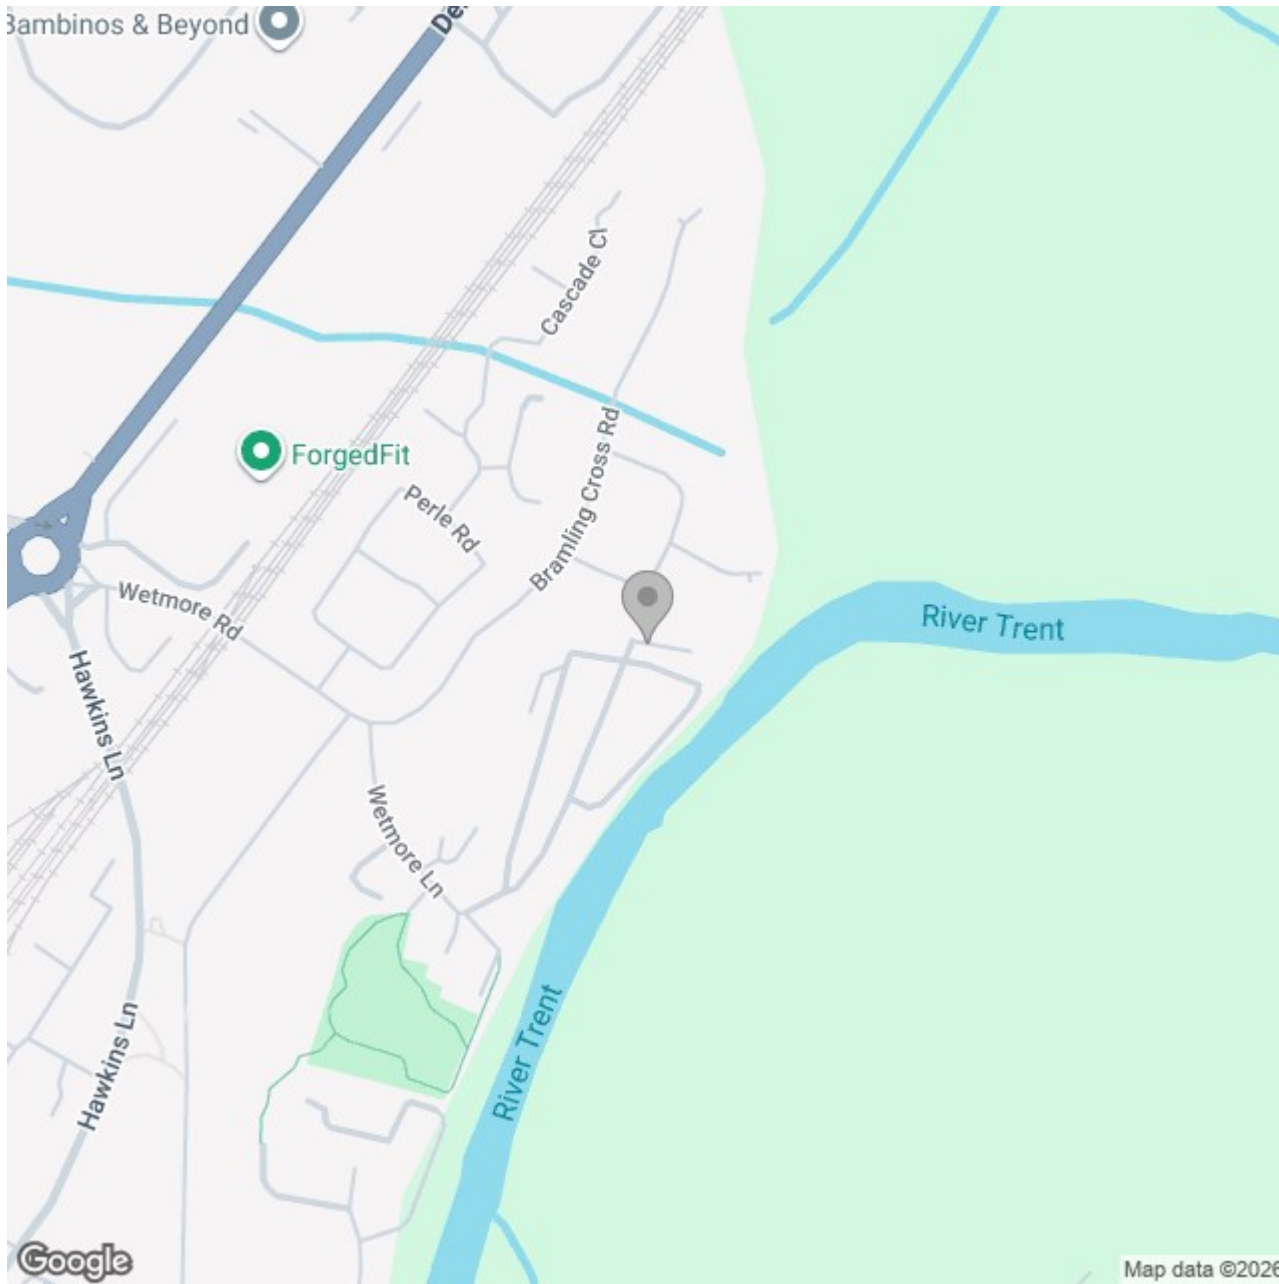 Bambinos & Beyond
Cascade Cl
ForgedFit
Bramling Cross Rd
Perle Rd
Wetmore Rd
River Trent
Hawkins Ln
Wetmore Ln
River Trent
Hawkins Ln
Google
Map data ©2026